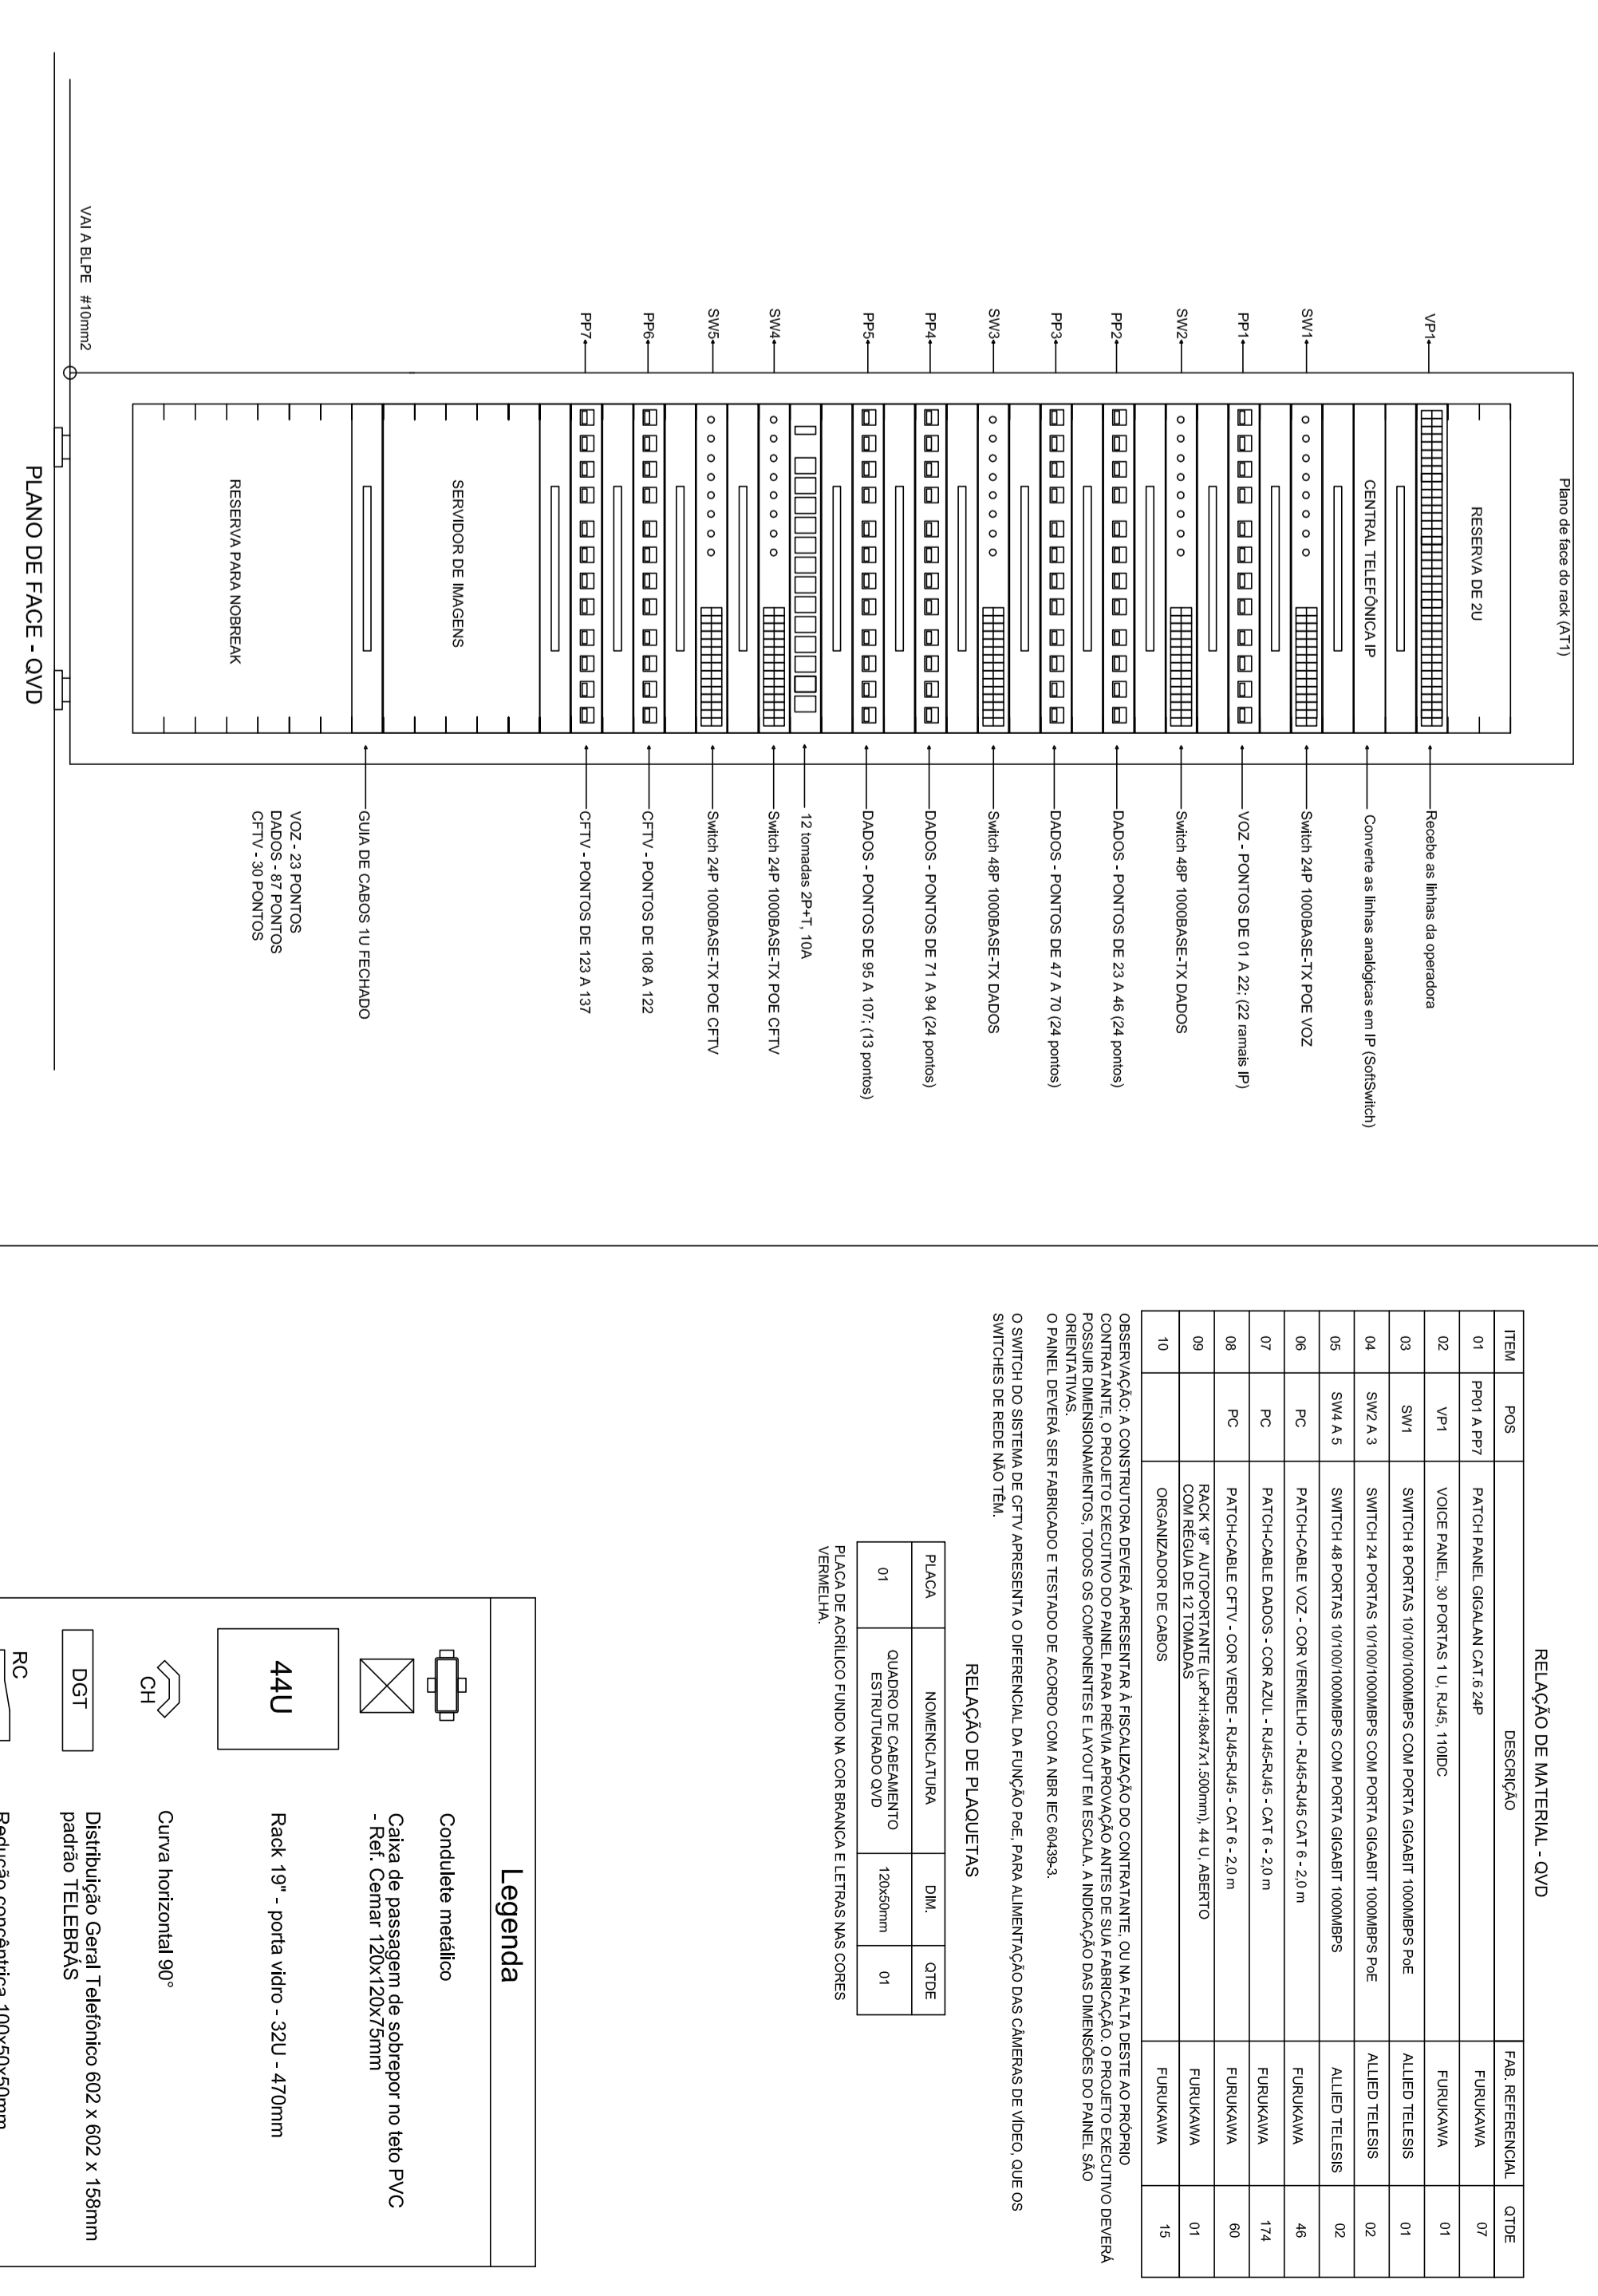 Plano de face do rack (AT1)
RESERVA DE 2U
VP1
Recebe as linhas da operadora
CENTRAL TELEFÔNICA IP
Converte as linhas analógicas em IP (SoftSwitch)
SW1
Switch 24P 1000BASE-TX POE VOZ
PP1
VOZ - PONTOS DE 01 A 22; (22 ramais IP)
SW2
Switch 48P 1000BASE-TX DADOS
PP2
DADOS - PONTOS DE 23 A 46 (24 pontos)
PP3
DADOS - PONTOS DE 47 A 70 (24 pontos)
SW3
Switch 48P 1000BASE-TX DADOS
PP4
DADOS - PONTOS DE 71 A 94 (24 pontos)
PP5
DADOS - PONTOS DE 95 A 107; (13 pontos)
12 tomadas 2P+T, 10A
SW4
Switch 24P 1000BASE-TX POE CFTV
SW5
Switch 24P 1000BASE-TX POE CFTV
PP6
CFTV - PONTOS DE 108 A 122
PP7
CFTV - PONTOS DE 123 A 137
SERVIDOR DE IMAGENS
GUIA DE CABOS 1U FECHADO
RESERVA PARA NOBREAK
VOZ - 23 PONTOS
DADOS - 87 PONTOS
CFTV - 30 PONTOS
VAI A BLPE #10mm2
PLANO DE FACE - QVD
RELAÇÃO DE MATERIAL - QVD
ITEM POS DESCRIÇÃO FAB. REFERENCIAL QTDE
01 PP01 A PP7 PATCH PANEL GIGALAN CAT.6 24P FURUKAWA 07
02 VP1 VOICE PANEL, 30 PORTAS 1 U, RJ45, 110IDC FURUKAWA 01
03 SW1 SWITCH 8 PORTAS 10/100/1000MBPS COM PORTA GIGABIT 1000MBPS PoE ALLIED TELESIS 01
04 SW2 A 3 SWITCH 24 PORTAS 10/100/1000MBPS COM PORTA GIGABIT 1000MBPS PoE ALLIED TELESIS 02
05 SW4 A 5 SWITCH 48 PORTAS 10/100/1000MBPS COM PORTA GIGABIT 1000MBPS ALLIED TELESIS 02
06 PC PATCH-CABLE VOZ - COR VERMELHO - RJ45-RJ45 CAT 6 - 2,0 m FURUKAWA 46
07 PC PATCH-CABLE DADOS - COR AZUL - RJ45-RJ45 - CAT 6 - 2,0 m FURUKAWA 174
08 PC PATCH-CABLE CFTV - COR VERDE - RJ45-RJ45 - CAT 6 - 2,0 m FURUKAWA 60
09 RACK 19" AUTOPORTANTE (LxPxH:48x47x1.500mm), 44 U, ABERTO
COM RÉGUA DE 12 TOMADAS FURUKAWA 01
10 ORGANIZADOR DE CABOS FURUKAWA 15
OBSERVAÇÃO: A CONSTRUTORA DEVERÁ APRESENTAR À FISCALIZAÇÃO DO CONTRATANTE, OU NA FALTA DESTE AO PRÓPRIO
CONTRATANTE, O PROJETO EXECUTIVO DO PAINEL PARA PRÉVIA APROVAÇÃO ANTES DE SUA FABRICAÇÃO. O PROJETO EXECUTIVO DEVERÁ
POSSUIR DIMENSIONAMENTOS, TODOS OS COMPONENTES E LAYOUT EM ESCALA. A INDICAÇÃO DAS DIMENSÕES DO PAINEL SÃO
ORIENTATIVAS.
O PAINEL DEVERÁ SER FABRICADO E TESTADO DE ACORDO COM A NBR IEC 60439-3.
O SWITCH DO SISTEMA DE CFTV APRESENTA O DIFERENCIAL DA FUNÇÃO PoE, PARA ALIMENTAÇÃO DAS CÂMERAS DE VÍDEO, QUE OS
SWITCHES DE REDE NÃO TÊM.
RELAÇÃO DE PLAQUETAS
PLACA NOMENCLATURA DIM. QTDE
01 QUADRO DE CABEAMENTO
ESTRUTURADO QVD 120x50mm 01
PLACA DE ACRÍLICO FUNDO NA COR BRANCA E LETRAS NAS CORES
VERMELHA.
Legenda
Condulete metálico
Caixa de passagem de sobrepor no teto PVC
- Ref. Cemar 120x120x75mm
44U
Rack 19" - porta vidro - 32U - 470mm
CH
Curva horizontal 90°
DGT
Distribuição Geral Telefônico 602 x 602 x 158mm
padrão TELEBRÁS
RC
Redução concêntrica 100x50x50mm